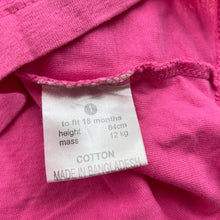 1
to fit 18 months
height 84cm
mass 12 kg
COTTON
MADE IN BANGLADESH